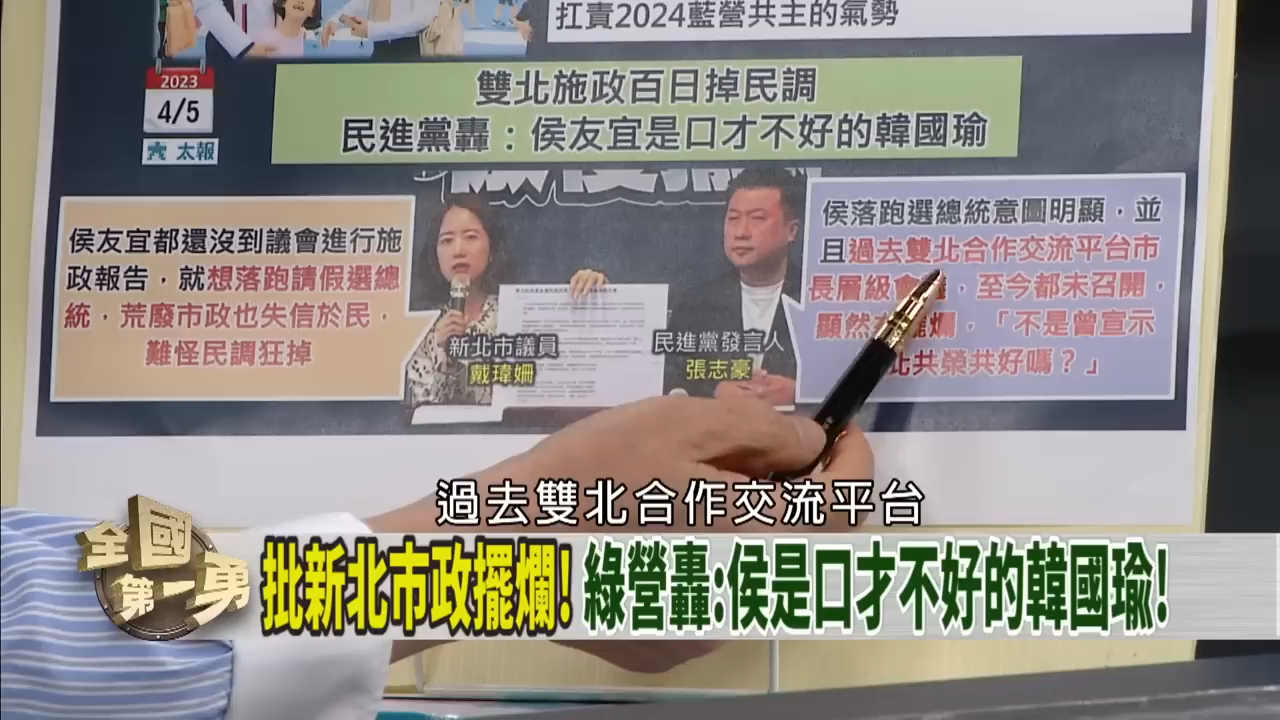 扛責2024藍營共主的氣勢
2023
4/5
太報
雙北施政百日掉民調
民進黨轟：侯友宜是口才不好的韓國瑜
侯友宜都還沒到議會進行施
政報告，就想落跑請假選總
統，荒廢市政也失信於民，
難怪民調狂掉
新北市議員
戴瑋姍
民進黨發言人
張志豪
侯落跑選總統意圖明顯，並
且過去雙北合作交流平台市
長層級會，至今都未召開，
顯然爛，「不是曾宣示
北共榮共好嗎？」
過去雙北合作交流平台
全國第一勇
批新北市政擺爛！綠營轟:侯是口才不好的韓國瑜！